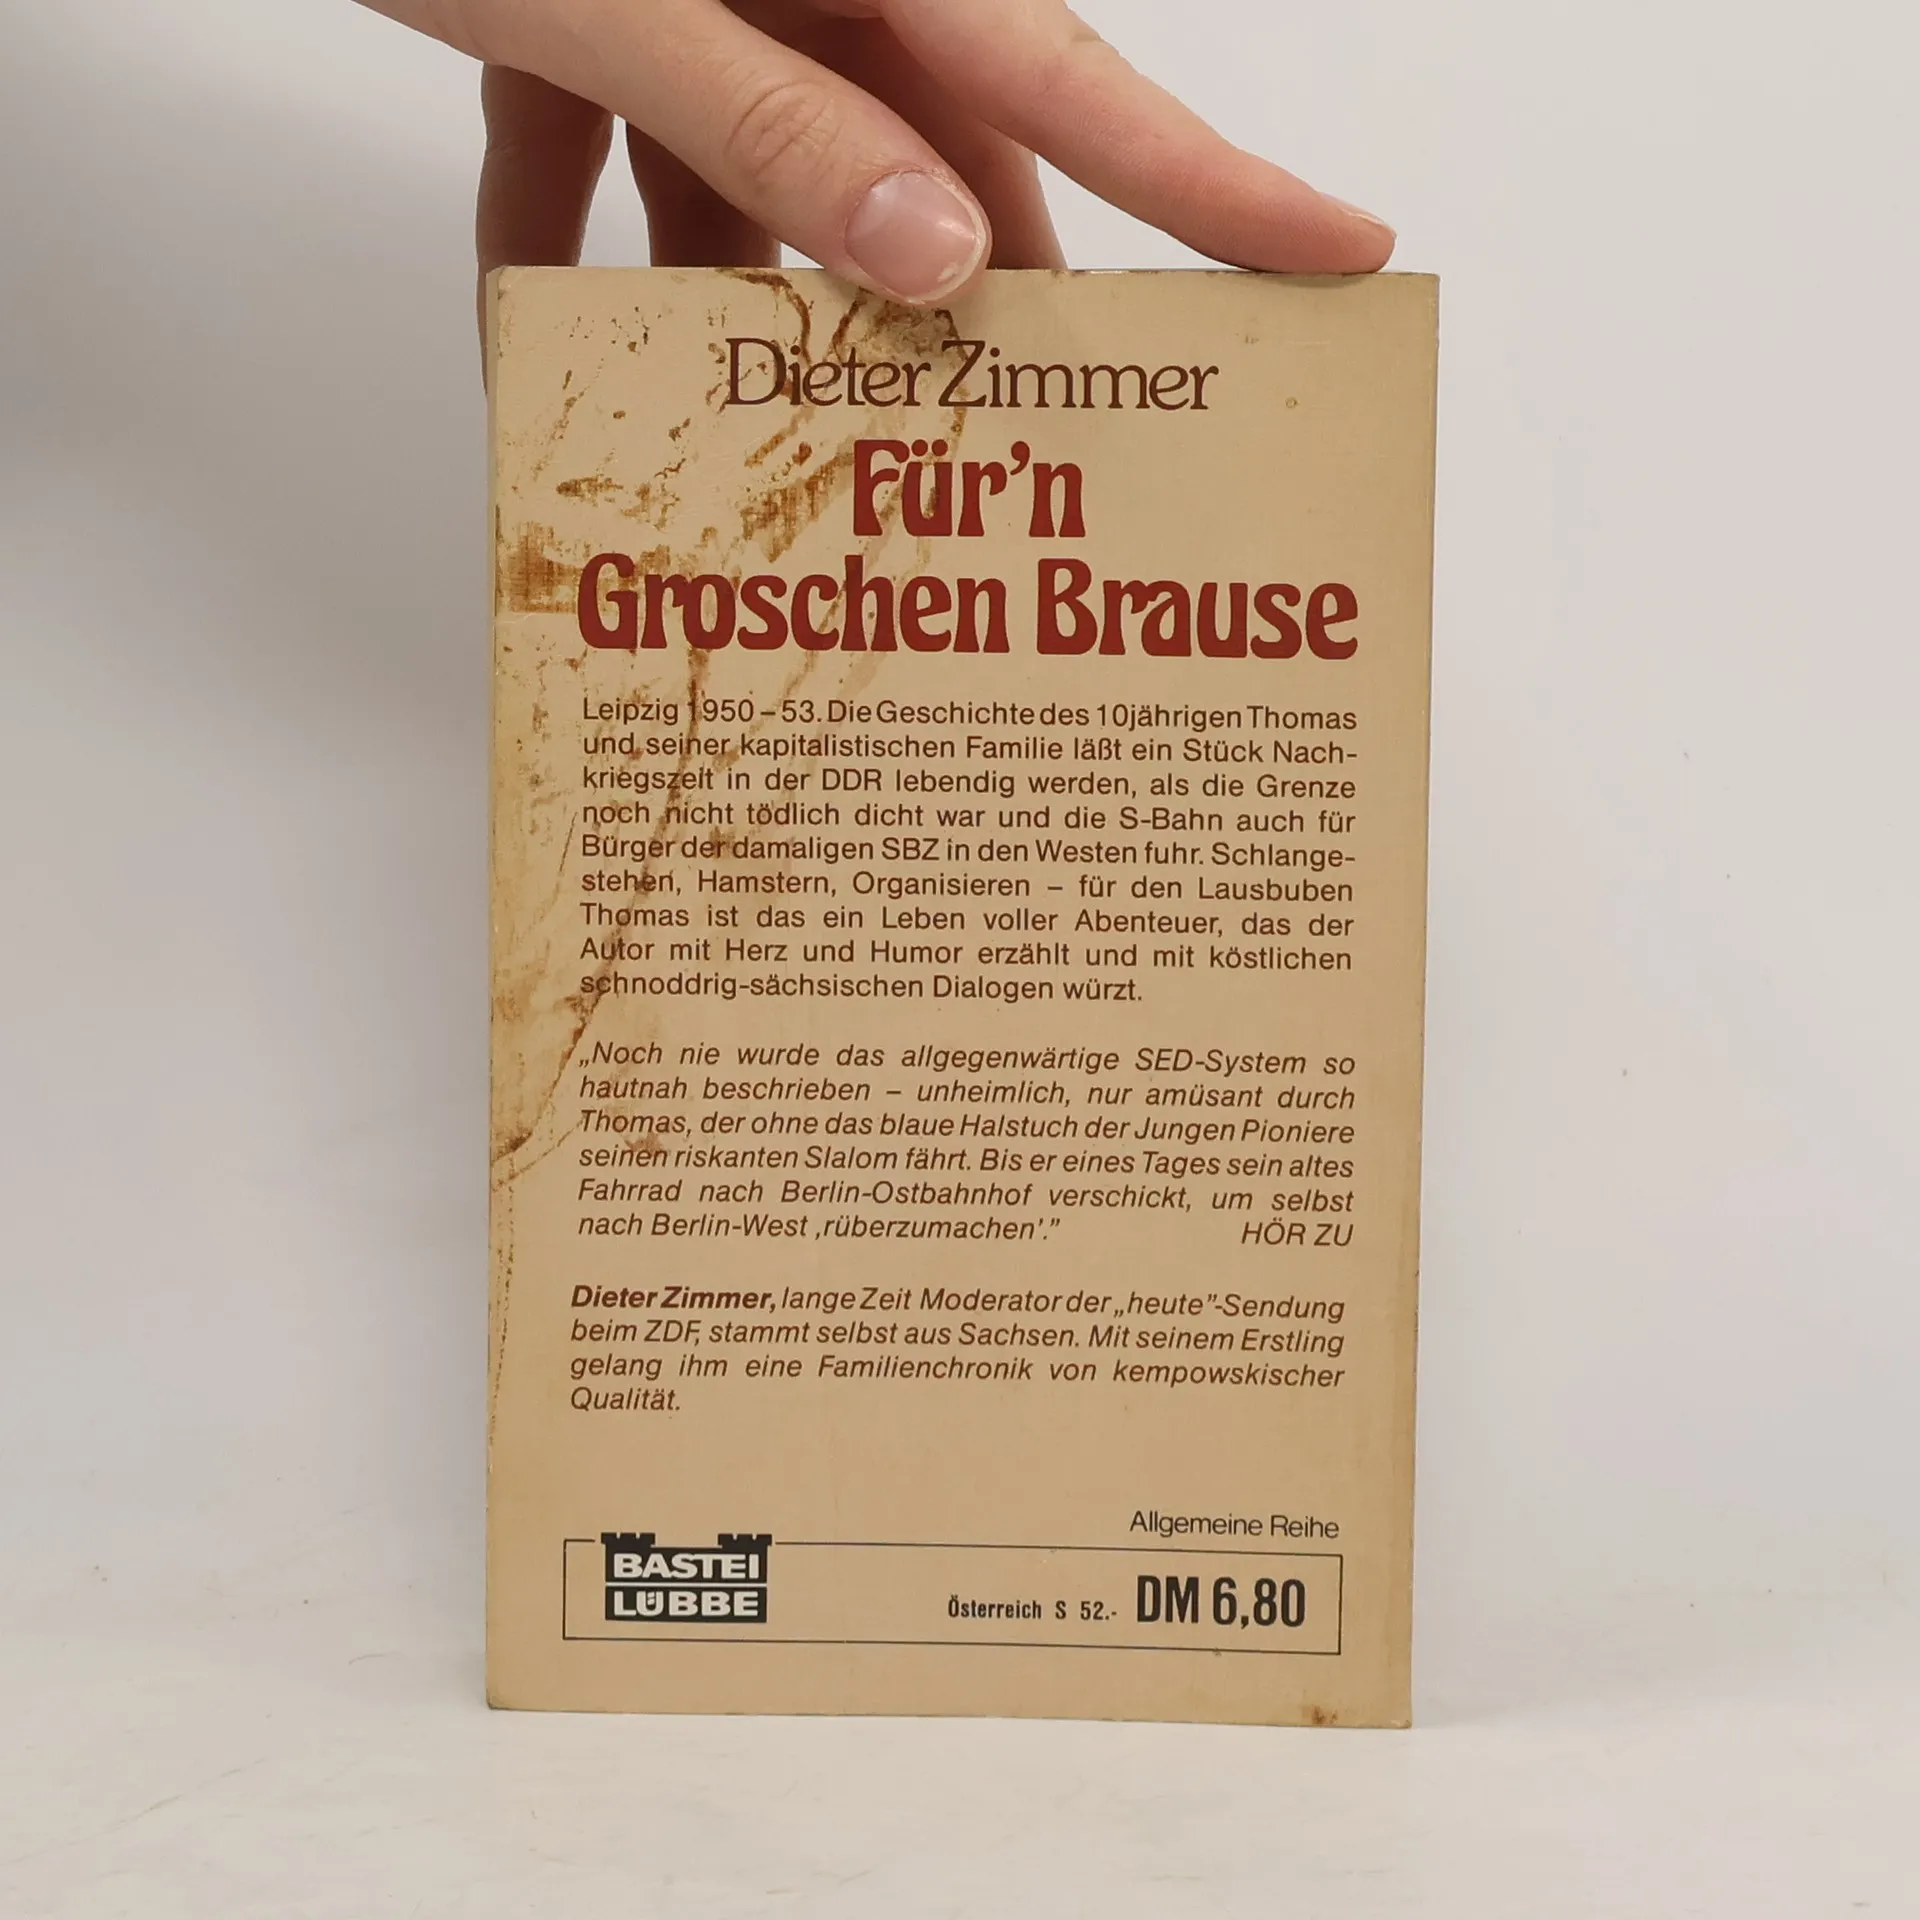 Dieter Zimmer
Für'n
Groschen Brause
Leipzig 1950–53. Die Geschichte des 10jährigen Thomas
und seiner kapitalistischen Familie läßt ein Stück Nach-
kriegszeit in der DDR lebendig werden, als die Grenze
noch nicht tödlich dicht war und die S-Bahn auch für
Bürger der damaligen SBZ in den Westen fuhr. Schlange-
stehen, Hamstern, Organisieren – für den Lausbuben
Thomas ist das ein Leben voller Abenteuer, das der
Autor mit Herz und Humor erzählt und mit köstlichen
schnoddrig-sächsischen Dialogen würzt.
„Noch nie wurde das allgegenwärtige SED-System so
hautnah beschrieben – unheimlich, nur amüsant durch
Thomas, der ohne das blaue Halstuch der Jungen Pioniere
seinen riskanten Slalom fährt. Bis er eines Tages sein altes
Fahrrad nach Berlin-Ostbahnhof verschickt, um selbst
nach Berlin-West ‚rüberzumachen'." HÖR ZU
Dieter Zimmer, lange Zeit Moderator der „heute"-Sendung
beim ZDF, stammt selbst aus Sachsen. Mit seinem Erstling
gelang ihm eine Familienchronik von kempowskischer
Qualität.
Allgemeine Reihe
BASTEI
LÜBBE
Österreich S 52.- DM 6,80